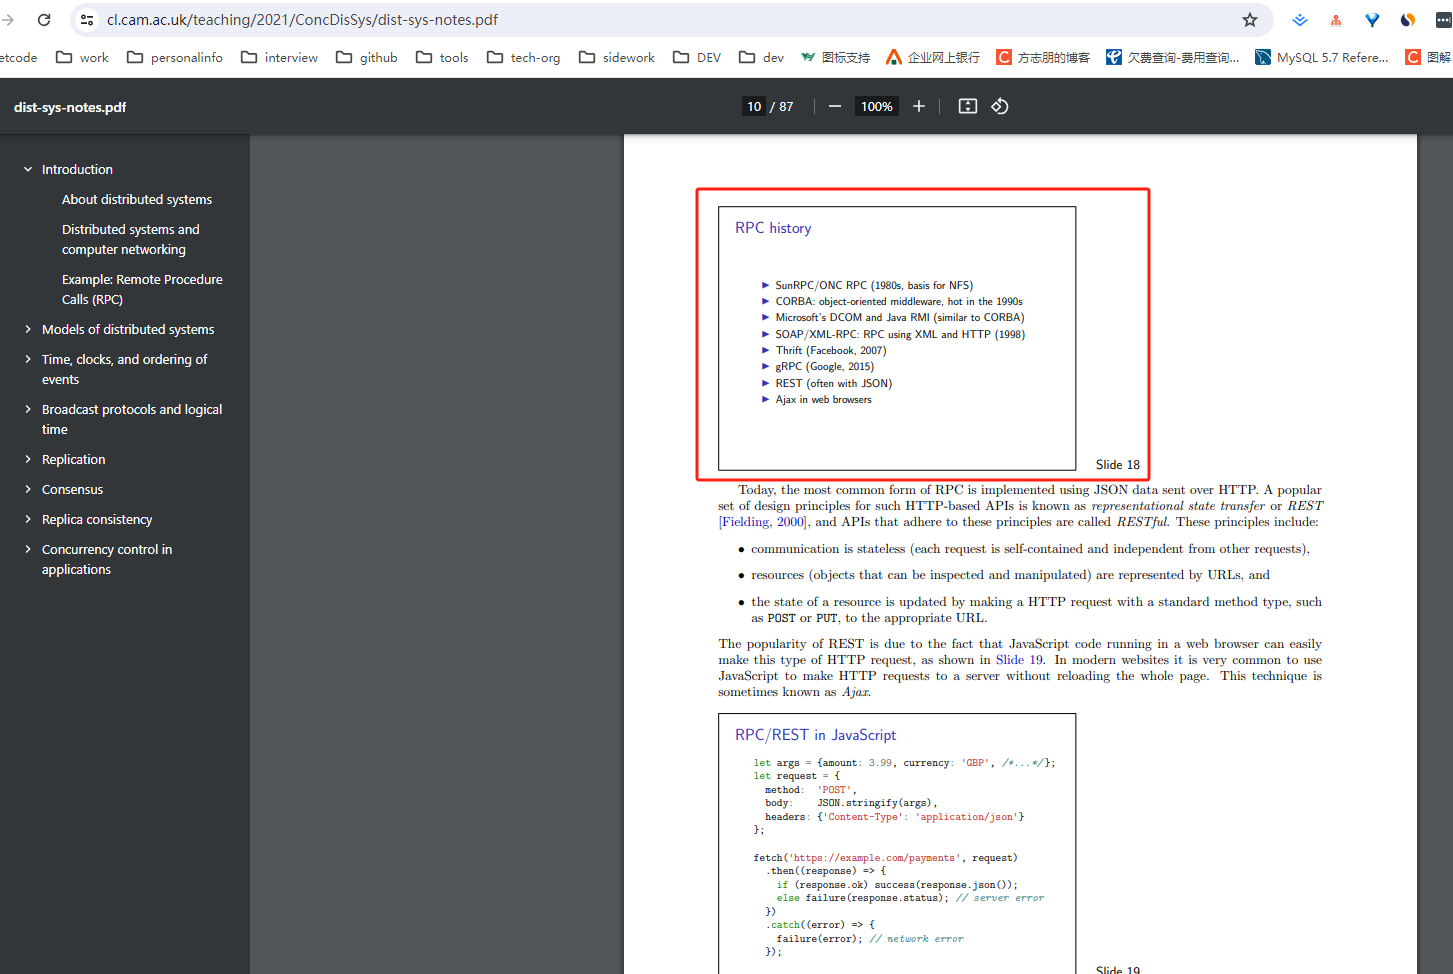 cl.cam.ac.uk/teaching/2021/ConcDisSys/dist-sys-notes.pdf
etcode work personalinfo interview github tools tech-org sidework DEV dev 图标支持 企业网上银行 方志朋的博客 欠费查询-费用查询... MySQL 5.7 Refere... 图解
dist-sys-notes.pdf
10 / 87 100%
Introduction
About distributed systems
Distributed systems and
computer networking
Example: Remote Procedure
Calls (RPC)
Models of distributed systems
Time, clocks, and ordering of
events
Broadcast protocols and logical
time
Replication
Consensus
Replica consistency
Concurrency control in
applications
RPC history
SunRPC/ONC RPC (1980s, basis for NFS)
CORBA: object-oriented middleware, hot in the 1990s
Microsoft's DCOM and Java RMI (similar to CORBA)
SOAP/XML-RPC: RPC using XML and HTTP (1998)
Thrift (Facebook, 2007)
gRPC (Google, 2015)
REST (often with JSON)
Ajax in web browsers
Slide 18
Today, the most common form of RPC is implemented using JSON data sent over HTTP. A popular
set of design principles for such HTTP-based APIs is known as representational state transfer or REST
[Fielding, 2000], and APIs that adhere to these principles are called RESTful. These principles include:
• communication is stateless (each request is self-contained and independent from other requests),
• resources (objects that can be inspected and manipulated) are represented by URLs, and
• the state of a resource is updated by making a HTTP request with a standard method type, such
as POST or PUT, to the appropriate URL.
The popularity of REST is due to the fact that JavaScript code running in a web browser can easily
make this type of HTTP request, as shown in Slide 19. In modern websites it is very common to use
JavaScript to make HTTP requests to a server without reloading the whole page. This technique is
sometimes known as Ajax.
RPC/REST in JavaScript
let args = {amount: 3.99, currency: 'GBP', /*...*/};
let request = {
method: 'POST',
body: JSON.stringify(args),
headers: {'Content-Type': 'application/json'}
};
fetch('https://example.com/payments', request)
.then((response) => {
if (response.ok) success(response.json());
else failure(response.status); // server error
})
.catch((error) => {
failure(error); // network error
});
Slide 19